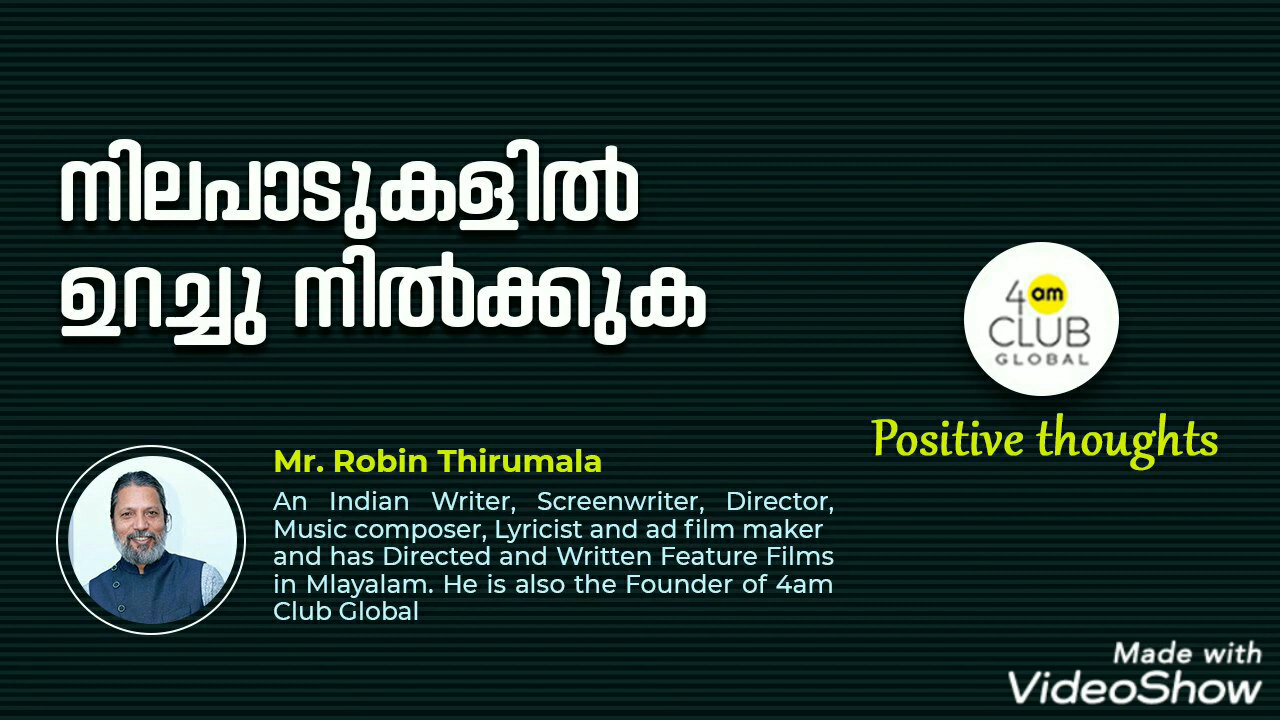 നിലപാടുകളിൽ
ഉറച്ചു നിൽക്കുക
4 am
CLUB
GLOBAL
Positive thoughts
Mr. Robin Thirumala
An Indian Writer, Screenwriter, Director,
Music composer, Lyricist and ad film maker
and has Directed and Written Feature Films
in Mlayalam. He is also the Founder of 4am
Club Global
Made with
VideoShow